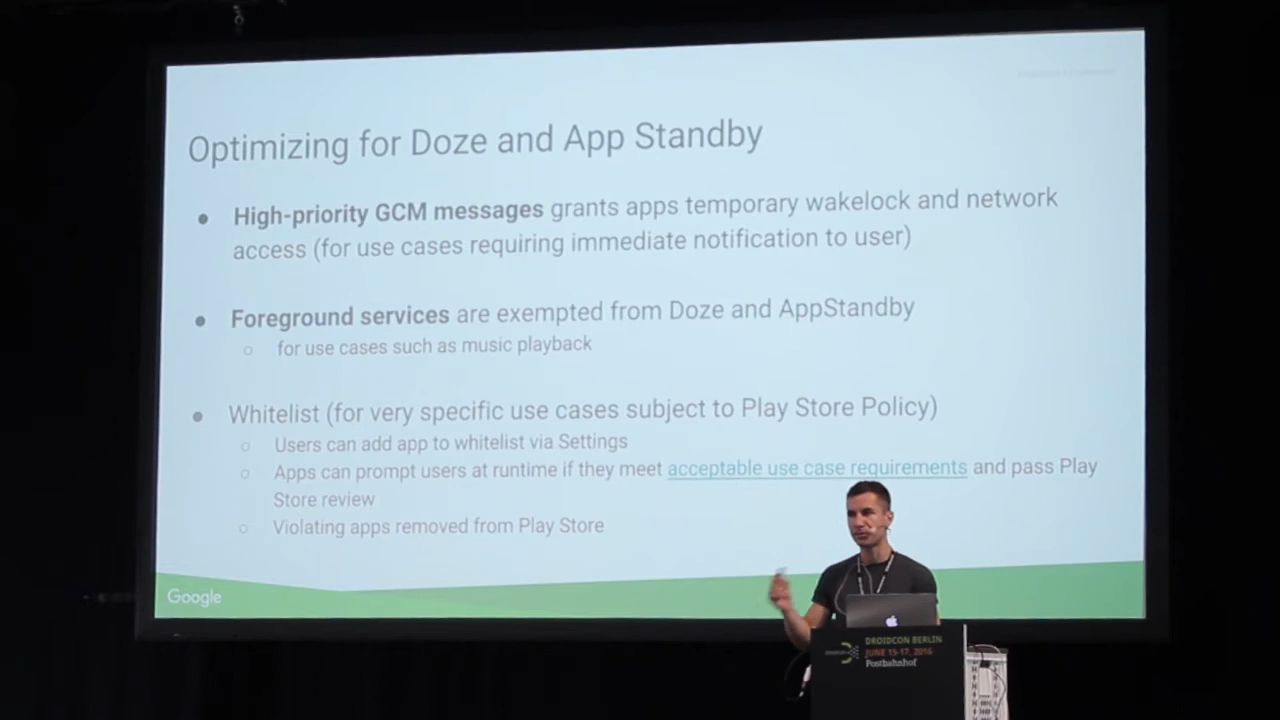 Optimizing for Doze and App Standby
High-priority GCM messages grants apps temporary wakelock and network
access (for use cases requiring immediate notification to user)
Foreground services are exempted from Doze and AppStandby
for use cases such as music playback
Whitelist (for very specific use cases subject to Play Store Policy)
Users can add app to whitelist via Settings
Apps can prompt users at runtime if they meet acceptable use case requirements and pass Play
Store review
Violating apps removed from Play Store
Google
DROIDCON BERLIN
JUNE 15-17, 2016
Postbahnhof